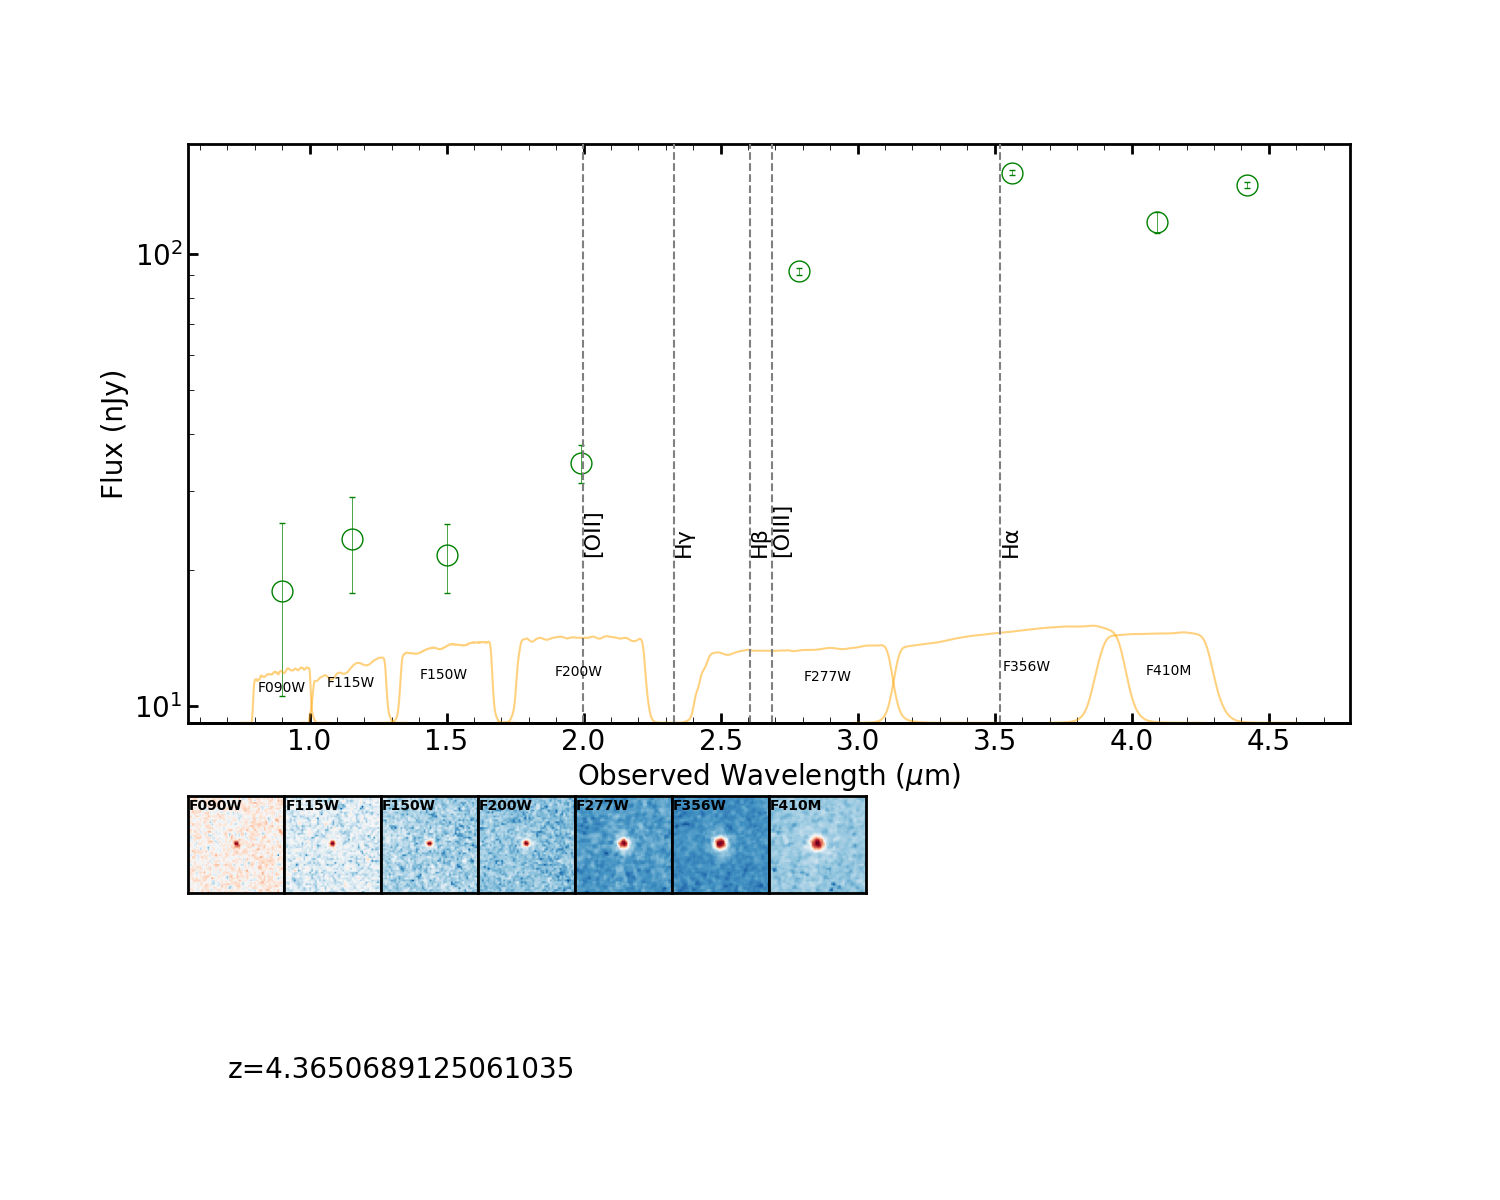 10²
10¹
Flux (nJy)
[OII]
Hγ
Hβ
[OIII]
Hα
F090W
F115W
F150W
F200W
F277W
F356W
F410M
1.0 1.5 2.0 2.5 3.0 3.5 4.0 4.5
Observed Wavelength (μm)
F090W F115W F150W F200W F277W F356W F410M
z=4.3650689125061035